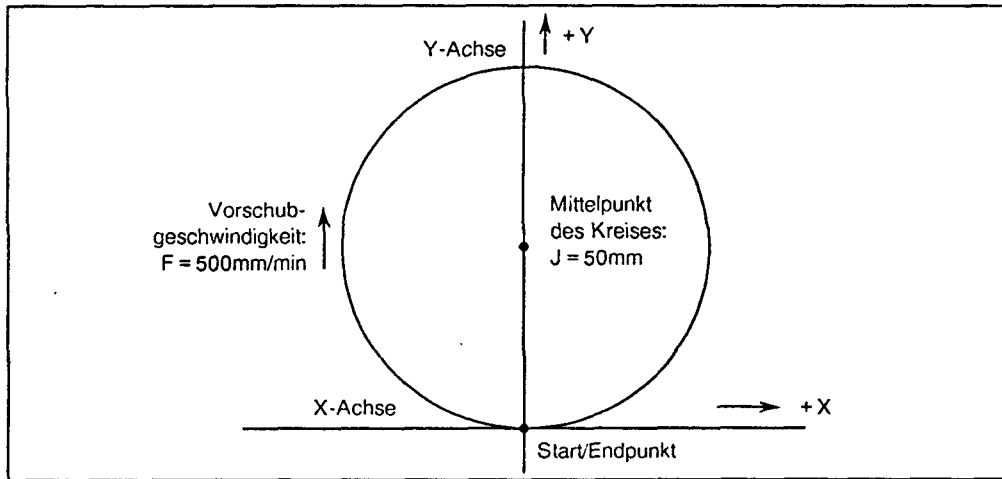 Y-Achse
+ Y
Vorschub-
geschwindigkeit:
F = 500mm/min
Mittelpunkt
des Kreises:
J = 50mm
X-Achse
+ X
Start/Endpunkt